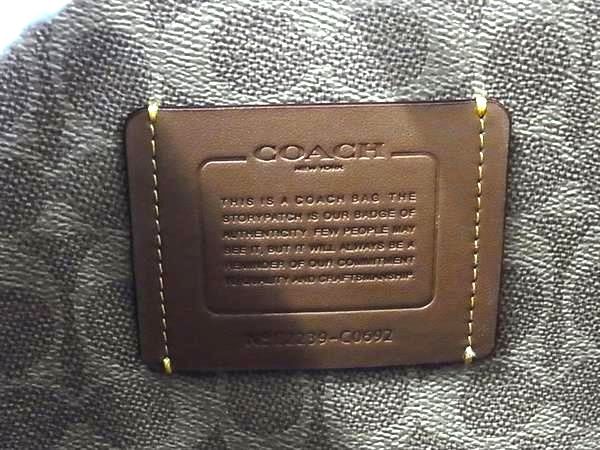 COACH
NEW YORK
THIS IS A COACH BAG. THE
STORYPATCH IS OUR BADGE OF
AUTHENTICITY. FEW PEOPLE MAY
SEE IT, BUT IT WILL ALWAYS BE A
REMINDER OF OUR COMMITMENT
TO QUALITY AND CRAFTSMANSHIP.